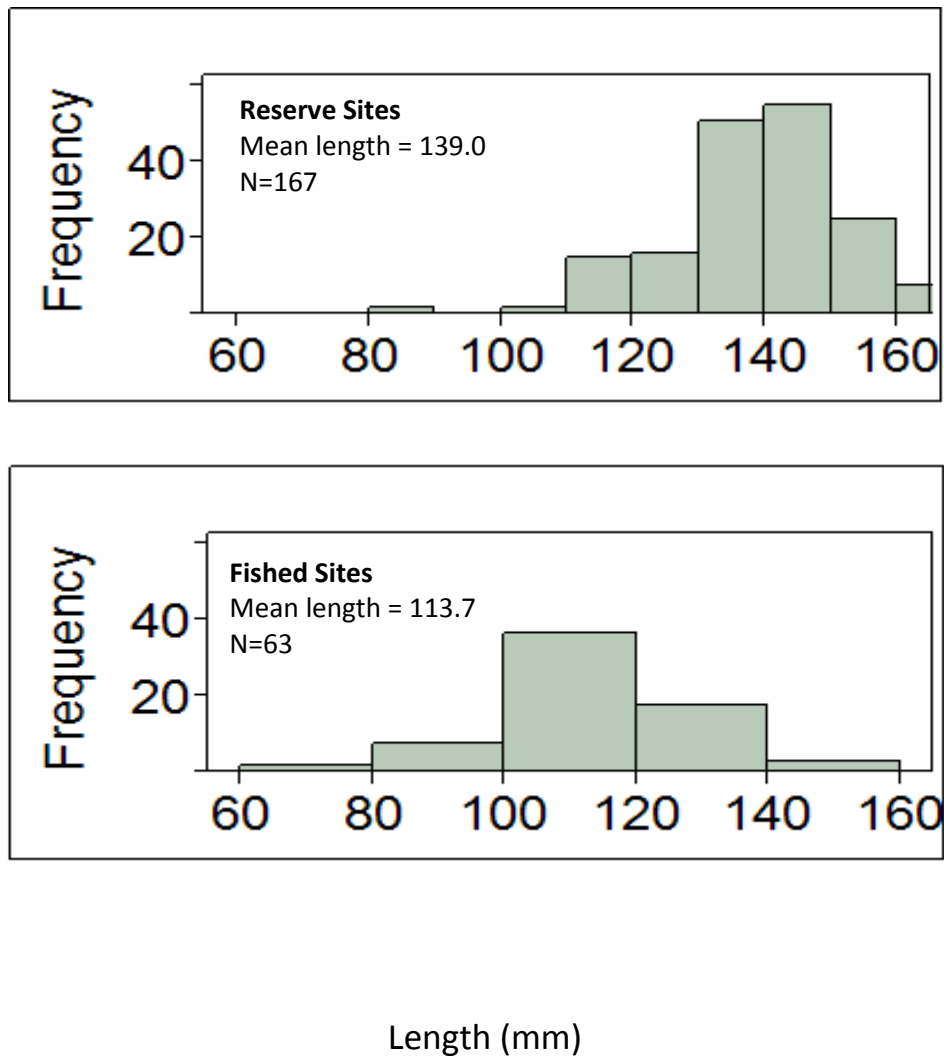 Frequency
Reserve Sites
Mean length = 139.0
N=167
40
20
60 80 100 120 140 160
Frequency
Fished Sites
Mean length = 113.7
N=63
40
20
60 80 100 120 140 160
Length (mm)